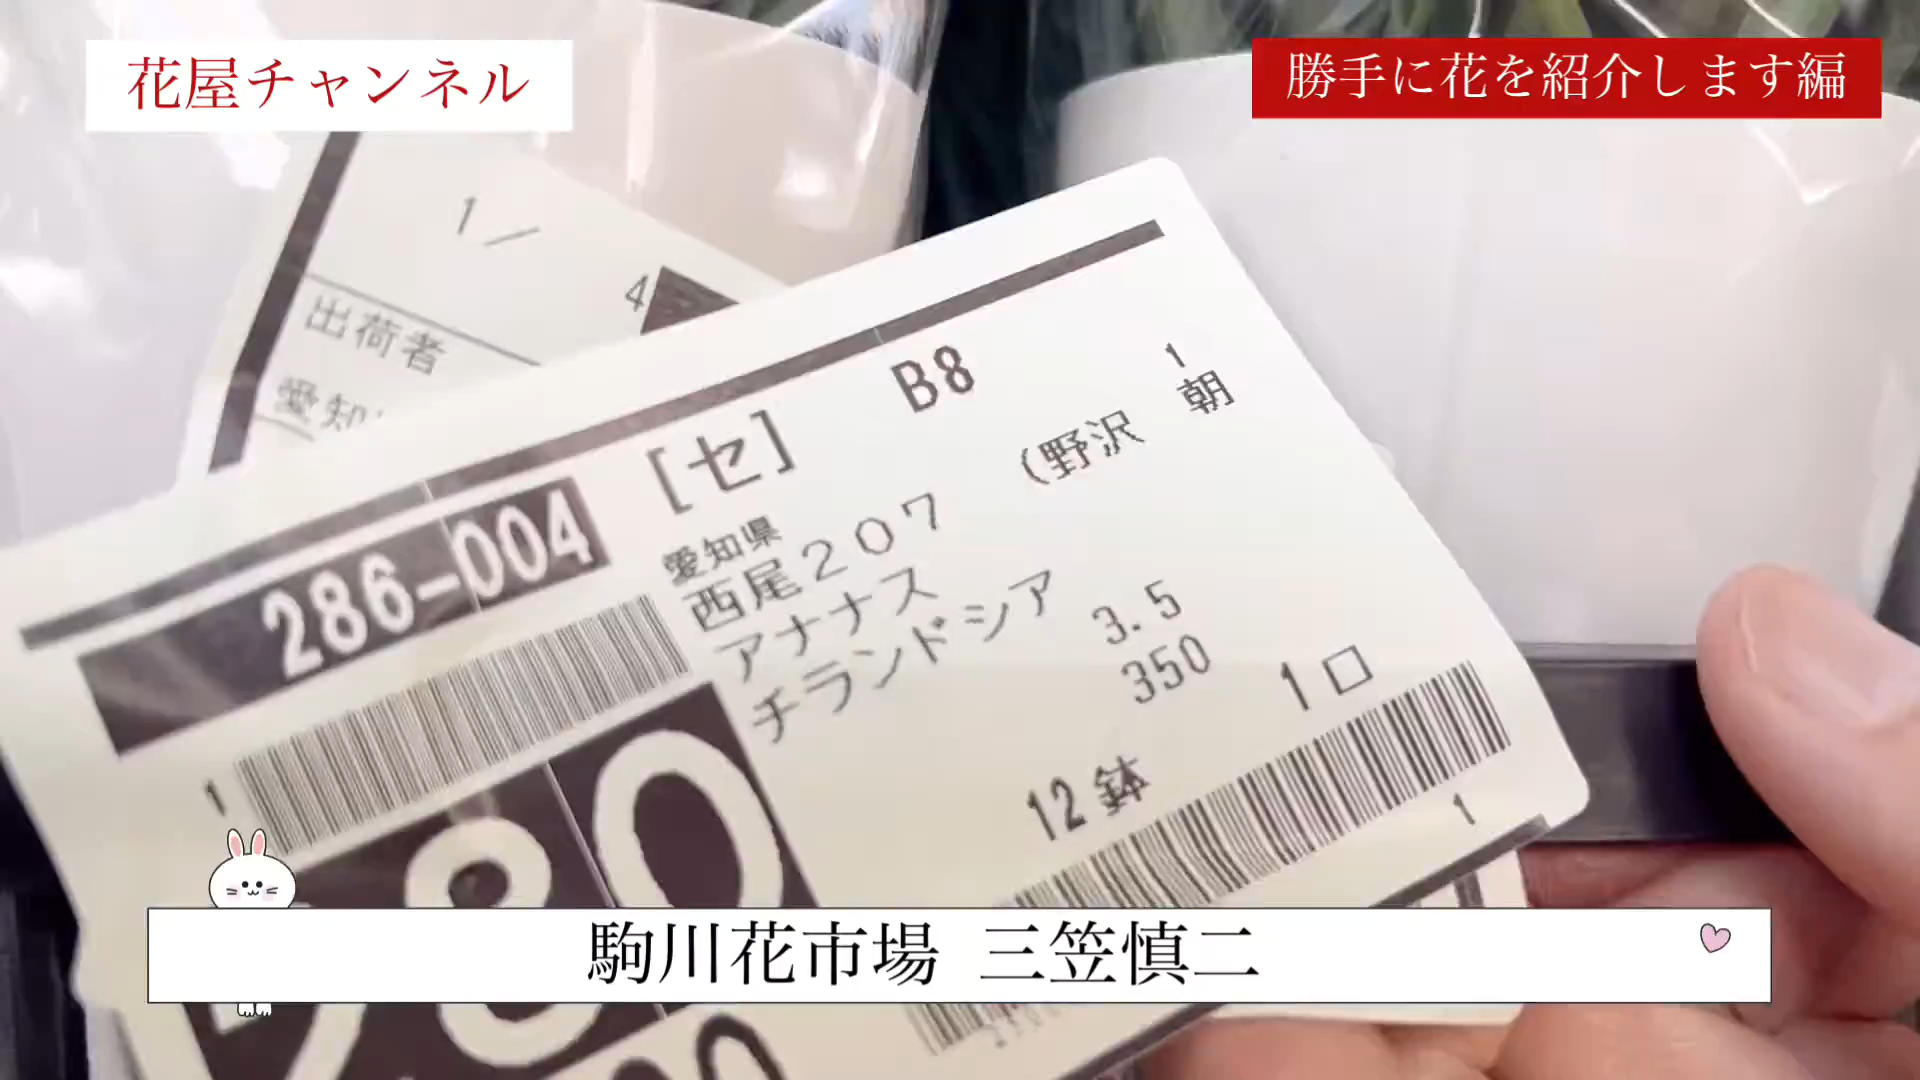 花屋チャンネル
勝手に花を紹介します編
1/
4
出荷者
愛知
B8
1
[セ]
(野沢 朝
286-004
愛知県
西尾207
アナナス
チランドシア
3.5
350
1口
12鉢
1
1
80
駒川花市場 三笠慎二